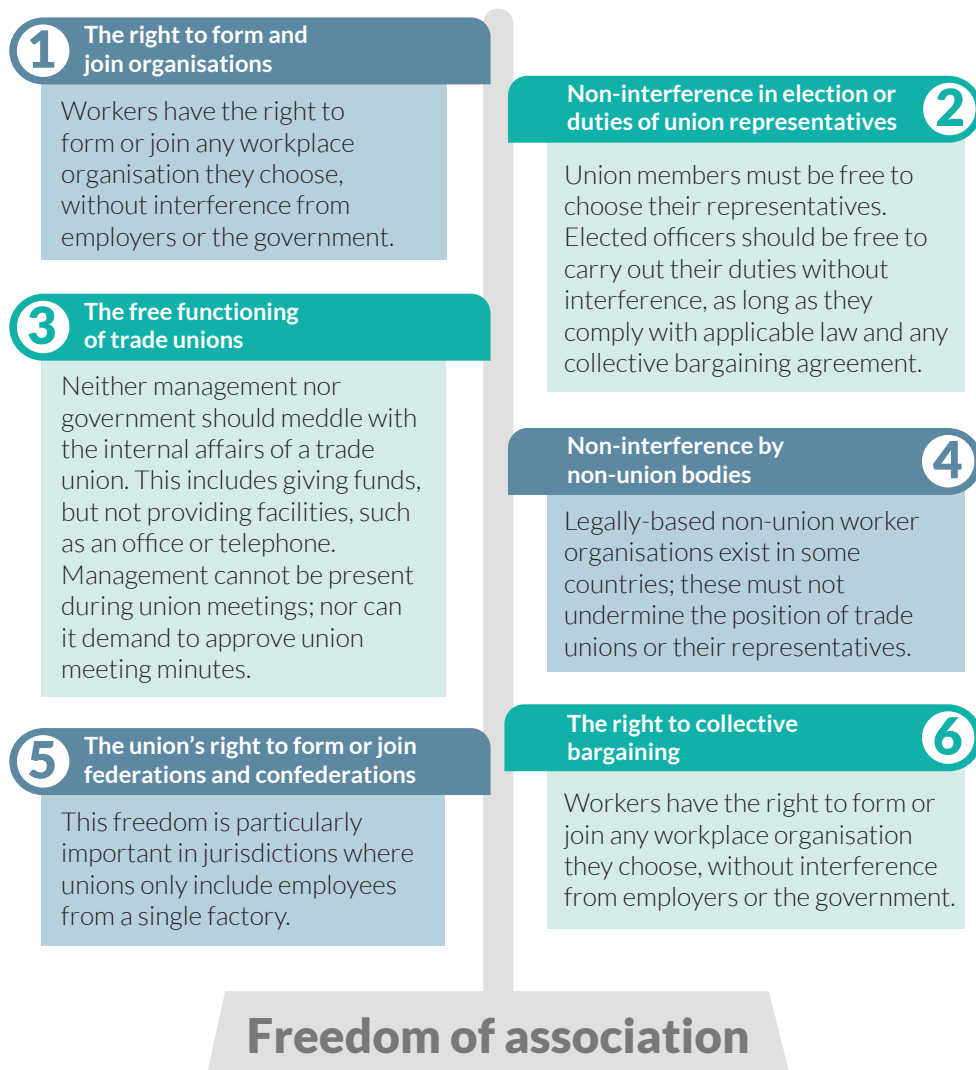 1
The right to form and
join organisations
Workers have the right to
form or join any workplace
organisation they choose,
without interference from
employers or the government.
Non-interference in election or
duties of union representatives
2
Union members must be free to
choose their representatives.
Elected officers should be free to
carry out their duties without
interference, as long as they
comply with applicable law and any
collective bargaining agreement.
3
The free functioning
of trade unions
Neither management nor
government should meddle with
the internal affairs of a trade
union. This includes giving funds,
but not providing facilities, such
as an office or telephone.
Management cannot be present
during union meetings; nor can
it demand to approve union
meeting minutes.
Non-interference by
non-union bodies
4
Legally-based non-union worker
organisations exist in some
countries; these must not
undermine the position of trade
unions or their representatives.
5
The union’s right to form or join
federations and confederations
This freedom is particularly
important in jurisdictions where
unions only include employees
from a single factory.
The right to collective
bargaining
6
Workers have the right to form or
join any workplace organisation
they choose, without interference
from employers or the government.
Freedom of association